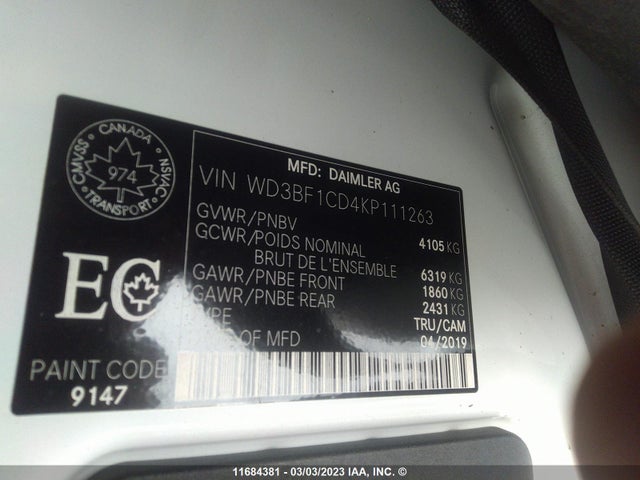 CANADA
CMVSS
NSVAC
974
TRANSPORT
MFD: DAIMLER AG
VIN WD3BF1CD4KP111263
GVWR/PNBV 4105 KG
GCWR/POIDS NOMINAL
BRUT DE L'ENSEMBLE 6319 KG
GAWR/PNBE FRONT 1860 KG
GAWR/PNBE REAR 2431 KG
TYPE TRU/CAM
OF MFD 04/2019
EC
PAINT CODE
9147
11684381 - 03/03/2023 IAA, INC. ©